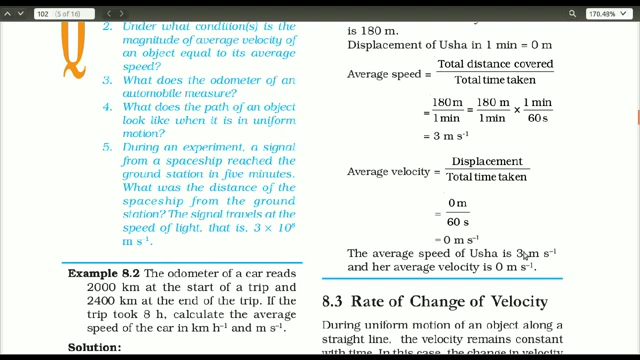 102 (5 of 16)
170.48%
Q
2. Under what condition(s) is the
magnitude of average velocity of
an object equal to its average
speed?
3. What does the odometer of an
automobile measure?
4. What does the path of an object
look like when it is in uniform
motion?
5. During an experiment, a signal
from a spaceship reached the
ground station in five minutes.
What was the distance of the
spaceship from the ground
station? The signal travels at the
speed of light, that is, 3 × 10⁸
m s⁻¹.
Example 8.2 The odometer of a car reads
2000 km at the start of a trip and
2400 km at the end of the trip. If the
trip took 8 h, calculate the average
speed of the car in km h⁻¹ and m s⁻¹.
Solution:
is 180 m.
Displacement of Usha in 1 min = 0 m
Average speed = Total distance covered / Total time taken
= 180 m / 1 min = 180 m / 1 min × 1 min / 60 s
= 3 m s⁻¹
Average velocity = Displacement / Total time taken
= 0 m / 60 s
= 0 m s⁻¹
The average speed of Usha is 3 m s⁻¹
and her average velocity is 0 m s⁻¹.
8.3 Rate of Change of Velocity
During uniform motion of an object along a
straight line, the velocity remains constant
with time. In this case, the change in velocity